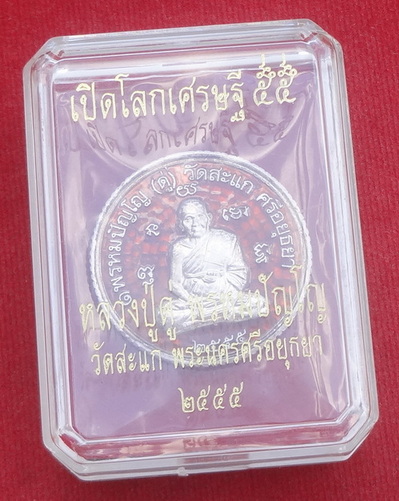 เปิดโลกเศรษฐี ๕๕
พรหมปัญโญ (ดู่) วัดสะแก ศรีอยุธยา
หลวงปู่ดู่ พรหมปัญโญ
วัดสะแก พระนครศรีอยุธยา
๒๕๕๕